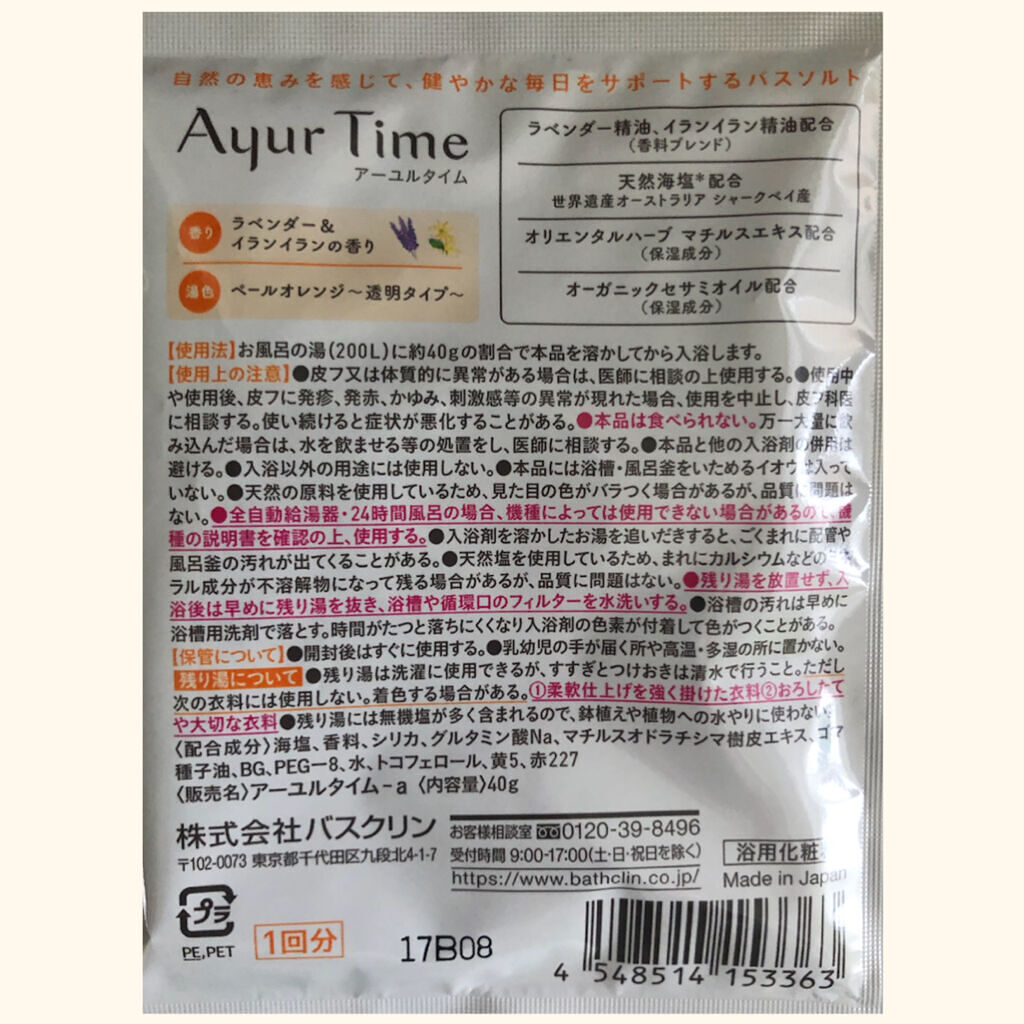 自然の恵みを感じて、健やかな毎日をサポートするバスソルト
Ayur Time
アーユルタイム
香り ラベンダー&
イランイランの香り
湯色 ペールオレンジ～透明タイプ～
ラベンダー精油、イランイラン精油配合
(香料ブレンド)
天然海塩*配合
世界遺産オーストラリア シャークベイ産
オリエンタルハーブ マチルスエキス配合
(保湿成分)
オーガニックセサミオイル配合
(保湿成分)
【使用法】お風呂の湯(200L)に約40gの割合で本品を溶かしてから入浴します。
【使用上の注意】●皮フ又は体質的に異常がある場合は、医師に相談の上使用する。●使用中
や使用後、皮フに発疹、発赤、かゆみ、刺激感等の異常が現れた場合、使用を中止し、皮フ科医
に相談する。使い続けると症状が悪化することがある。●本品は食べられない。万一大量に飲
み込んだ場合は、水を飲ませる等の処置をし、医師に相談する。●本品と他の入浴剤の併用は
避ける。●入浴以外の用途には使用しない。●本品には浴槽・風呂釜をいためるイオウは入って
いない。●天然の原料を使用しているため、見た目の色がバラつく場合があるが、品質に問題は
ない。●全自動給湯器・24時間風呂の場合、機種によっては使用できない場合があるので、機
種の説明書を確認の上、使用する。●入浴剤を溶かしたお湯を追いだきすると、ごくまれに配管や
風呂釜の汚れが出てくることがある。●天然塩を使用しているため、まれにカルシウムなどのミネ
ラル成分が不溶解物になって残る場合があるが、品質に問題はない。●残り湯を放置せず、入
浴後は早めに残り湯を抜き、浴槽や循環口のフィルターを水洗いする。●浴槽の汚れは早めに
浴槽用洗剤で落とす。時間がたつと落ちにくくなり入浴剤の色素が付着して色がつくことがある。
【保管について】●開封後はすぐに使用する。●乳幼児の手が届く所や高温・多湿の所に置かない。
残り湯について ●残り湯は洗濯に使用できるが、すすぎとつけおきは清水で行うこと。ただし
次の衣料には使用しない。着色する場合がある。①柔軟仕上げを強く掛けた衣料②おろしたて
や大切な衣料●残り湯には無機塩が多く含まれるので、鉢植えや植物への水やりに使わない。
〈配合成分〉海塩、香料、シリカ、グルタミン酸Na、マチルスオドラチシマ樹皮エキス、ゴマ
種子油、BG、PEG－8、水、トコフェロール、黄5、赤227
〈販売名〉アーユルタイム－a 〈内容量〉40g
株式会社バスクリン
〒102-0073 東京都千代田区九段北4-1-7
お客様相談室 0120-39-8496
受付時間 9:00-17:00(土・日・祝日を除く)
https://www.bathclin.co.jp/
浴用化粧
Made in Japan
プラ
PE,PET
1回分
17B08
4 548514 153363